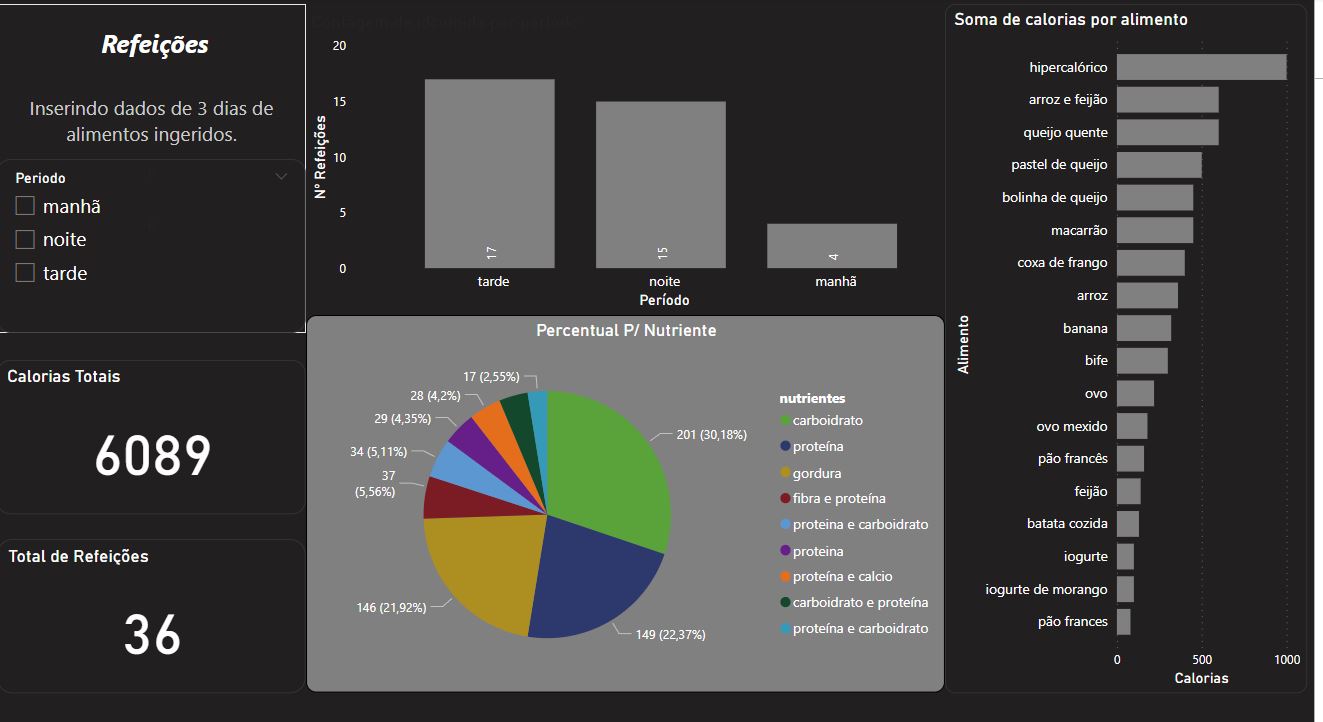 Refeições
Inserindo dados de 3 dias de
alimentos ingeridos.
Periodo
manhã
noite
tarde
Calorias Totais
6089
Total de Refeições
36
20
15
10
5
0
Nº Refeições
17
15
4
tarde
noite
manhã
Período
Percentual P/ Nutriente
17 (2,55%)
28 (4,2%)
29 (4,35%)
34 (5,11%)
37
(5,56%)
146 (21,92%)
149 (22,37%)
201 (30,18%)
nutrientes
carboidrato
proteína
gordura
fibra e proteína
proteina e carboidrato
proteina
proteína e calcio
carboidrato e proteína
proteína e carboidrato
Soma de calorias por alimento
Alimento
hipercalórico
arroz e feijão
queijo quente
pastel de queijo
bolinha de queijo
macarrão
coxa de frango
arroz
banana
bife
ovo
ovo mexido
pão francês
feijão
batata cozida
iogurte
iogurte de morango
pão frances
0
500
1000
Calorias